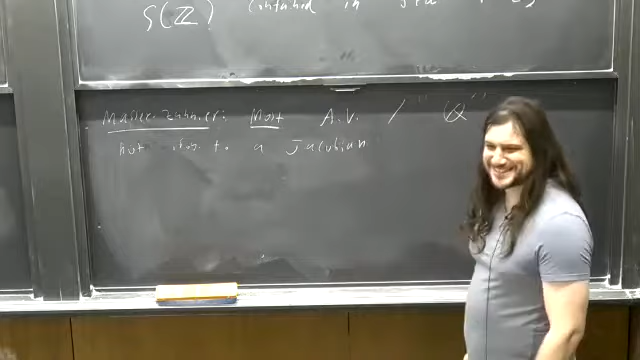 S(ℤ) contained in
Masser-Zannier: Most A.V. / "ℚ̄"
not isog. to a Jacobian